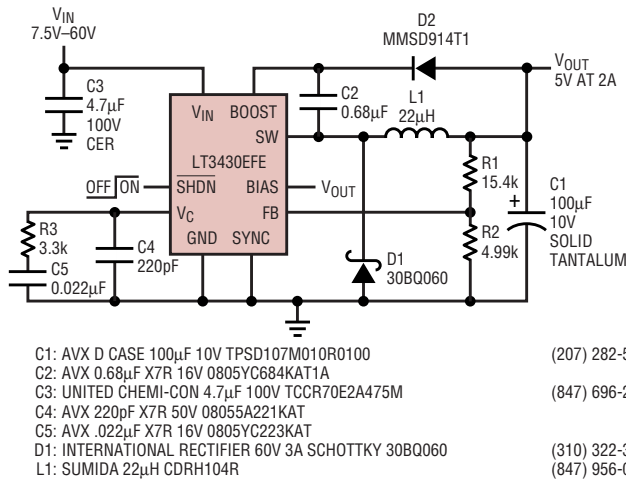 VIN
7.5V–60V
D2
MMSD914T1
VOUT
5V AT 2A
C3
4.7µF
100V
CER
C2
0.68µF
L1
22µH
VIN BOOST
SW
LT3430EFE
OFF ON
SHDN BIAS
VOUT
VC FB
GND SYNC
R1
15.4k
C1
100µF
10V
SOLID
TANTALUM
+
R3
3.3k
C4
220pF
C5
0.022µF
D1
30BQ060
R2
4.99k
C1: AVX D CASE 100µF 10V TPSD107M010R0100 (207) 282-5
C2: AVX 0.68µF X7R 16V 0805YC684KAT1A
C3: UNITED CHEMI-CON 4.7µF 100V TCCR70E2A475M (847) 696-2
C4: AVX 220pF X7R 50V 08055A221KAT
C5: AVX .022µF X7R 16V 0805YC223KAT
D1: INTERNATIONAL RECTIFIER 60V 3A SCHOTTKY 30BQ060 (310) 322-3
L1: SUMIDA 22µH CDRH104R (847) 956-0